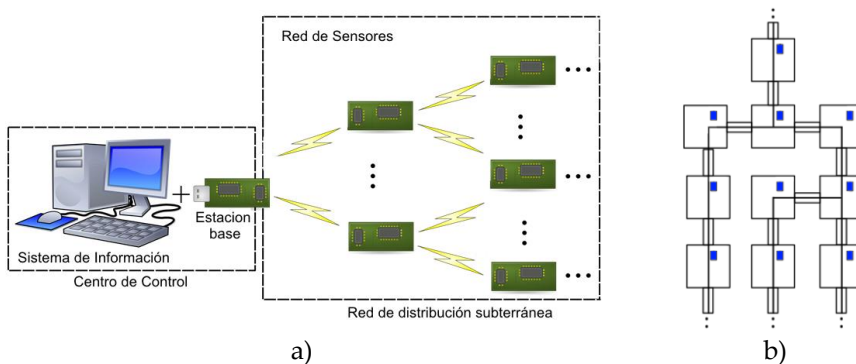 Red de Sensores
Estacion
base
Sistema de Información
Centro de Control
Red de distribución subterránea
a)
b)